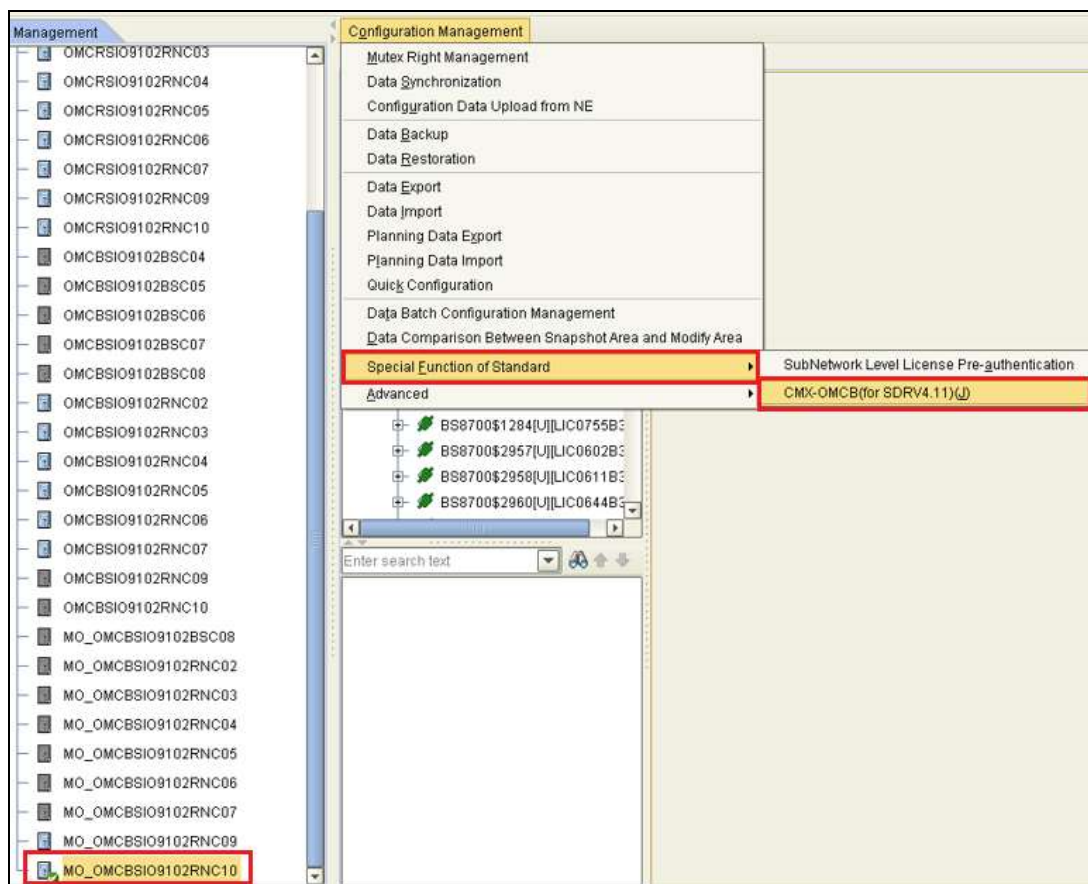 Management
OMCRSIO9102RNC03
OMCRSIO9102RNC04
OMCRSIO9102RNC05
OMCRSIO9102RNC06
OMCRSIO9102RNC07
OMCRSIO9102RNC09
OMCRSIO9102RNC10
OMCBSIO9102BSC04
OMCBSIO9102BSC05
OMCBSIO9102BSC06
OMCBSIO9102BSC07
OMCBSIO9102BSC08
OMCBSIO9102RNC02
OMCBSIO9102RNC03
OMCBSIO9102RNC04
OMCBSIO9102RNC05
OMCBSIO9102RNC06
OMCBSIO9102RNC07
OMCBSIO9102RNC09
OMCBSIO9102RNC10
MO_OMCBSIO9102BSC08
MO_OMCBSIO9102RNC02
MO_OMCBSIO9102RNC03
MO_OMCBSIO9102RNC04
MO_OMCBSIO9102RNC05
MO_OMCBSIO9102RNC06
MO_OMCBSIO9102RNC07
MO_OMCBSIO9102RNC09
MO_OMCBSIO9102RNC10
Configuration Management
Mutex Right Management
Data Synchronization
Configuration Data Upload from NE
Data Backup
Data Restoration
Data Export
Data Import
Planning Data Export
Planning Data Import
Quick Configuration
Data Batch Configuration Management
Data Comparison Between Snapshot Area and Modify Area
Special Function of Standard
Advanced
SubNetwork Level License Pre-authentication
CMX-OMCB(for SDRV4.11)(J)
BS8700$1284[U][LIC0755B3
BS8700$2957[U][LIC0602B3
BS8700$2958[U][LIC0611B3
BS8700$2960[U][LIC0644B3
Enter search text